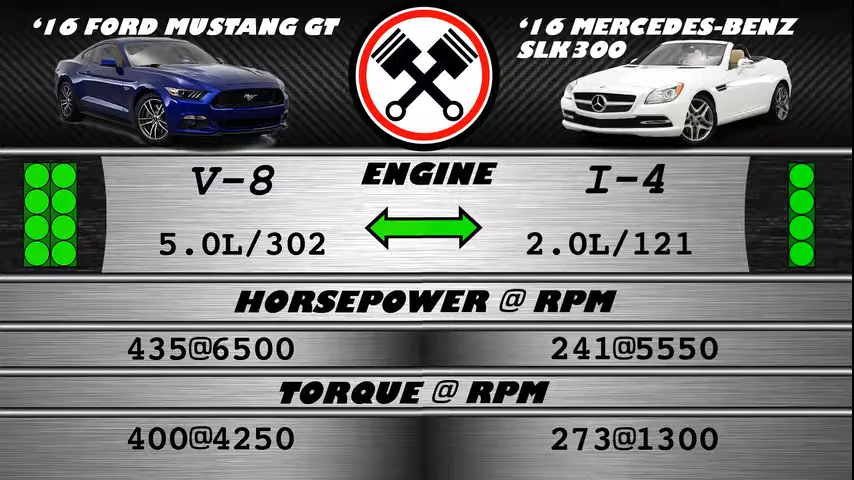 ‘16 FORD MUSTANG GT
‘16 MERCEDES-BENZ
SLK300
ENGINE
V-8
I-4
5.0L/302
2.0L/121
HORSEPOWER @ RPM
435@6500
241@5550
TORQUE @ RPM
400@4250
273@1300